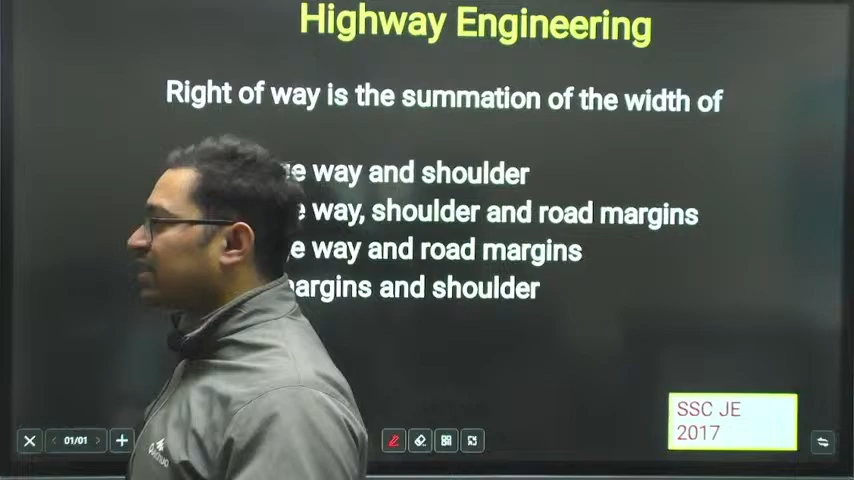 Highway Engineering
Right of way is the summation of the width of
way and shoulder
way, shoulder and road margins
way and road margins
margins and shoulder
SSC JE
2017
01/01